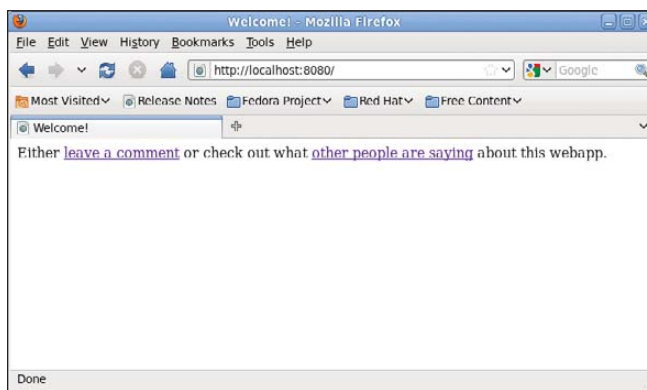 Welcome! - Mozilla Firefox
File Edit View History Bookmarks Tools Help
http://localhost:8080/
Google
Most Visited Release Notes Fedora Project Red Hat Free Content
Welcome!
Either leave a comment or check out what other people are saying about this webapp.
Done